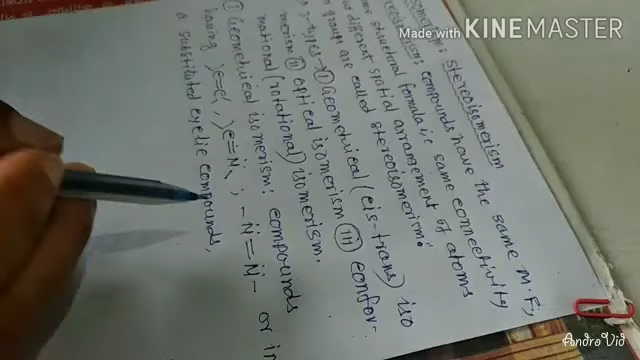 Made with KINEMASTER
stereoisomerism
compounds have the same M.F,
structural formula i.e same connectivity
different spatial arrangement of atoms
groups are called stereoisomerism.
3-types → (I) Geometrical (cis-trans) iso
merism (II) optical isomerism (III) confor-
mational (rotational) isomerism.
(I) Geometrical isomerism: compounds
having >C=C<, >C=N̈-, -N̈=N̈- or in
a substituted cyclic compounds,
AndroVid